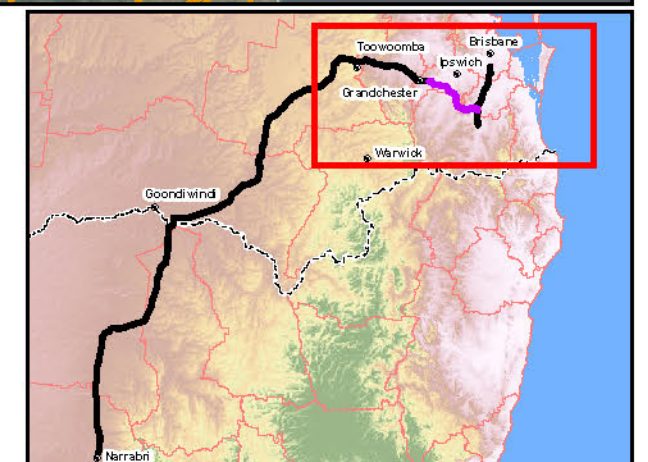 Brisbane
Toowoomba
Ipswich
Grandchester
Warwick
Goondiwindi
Narrabri